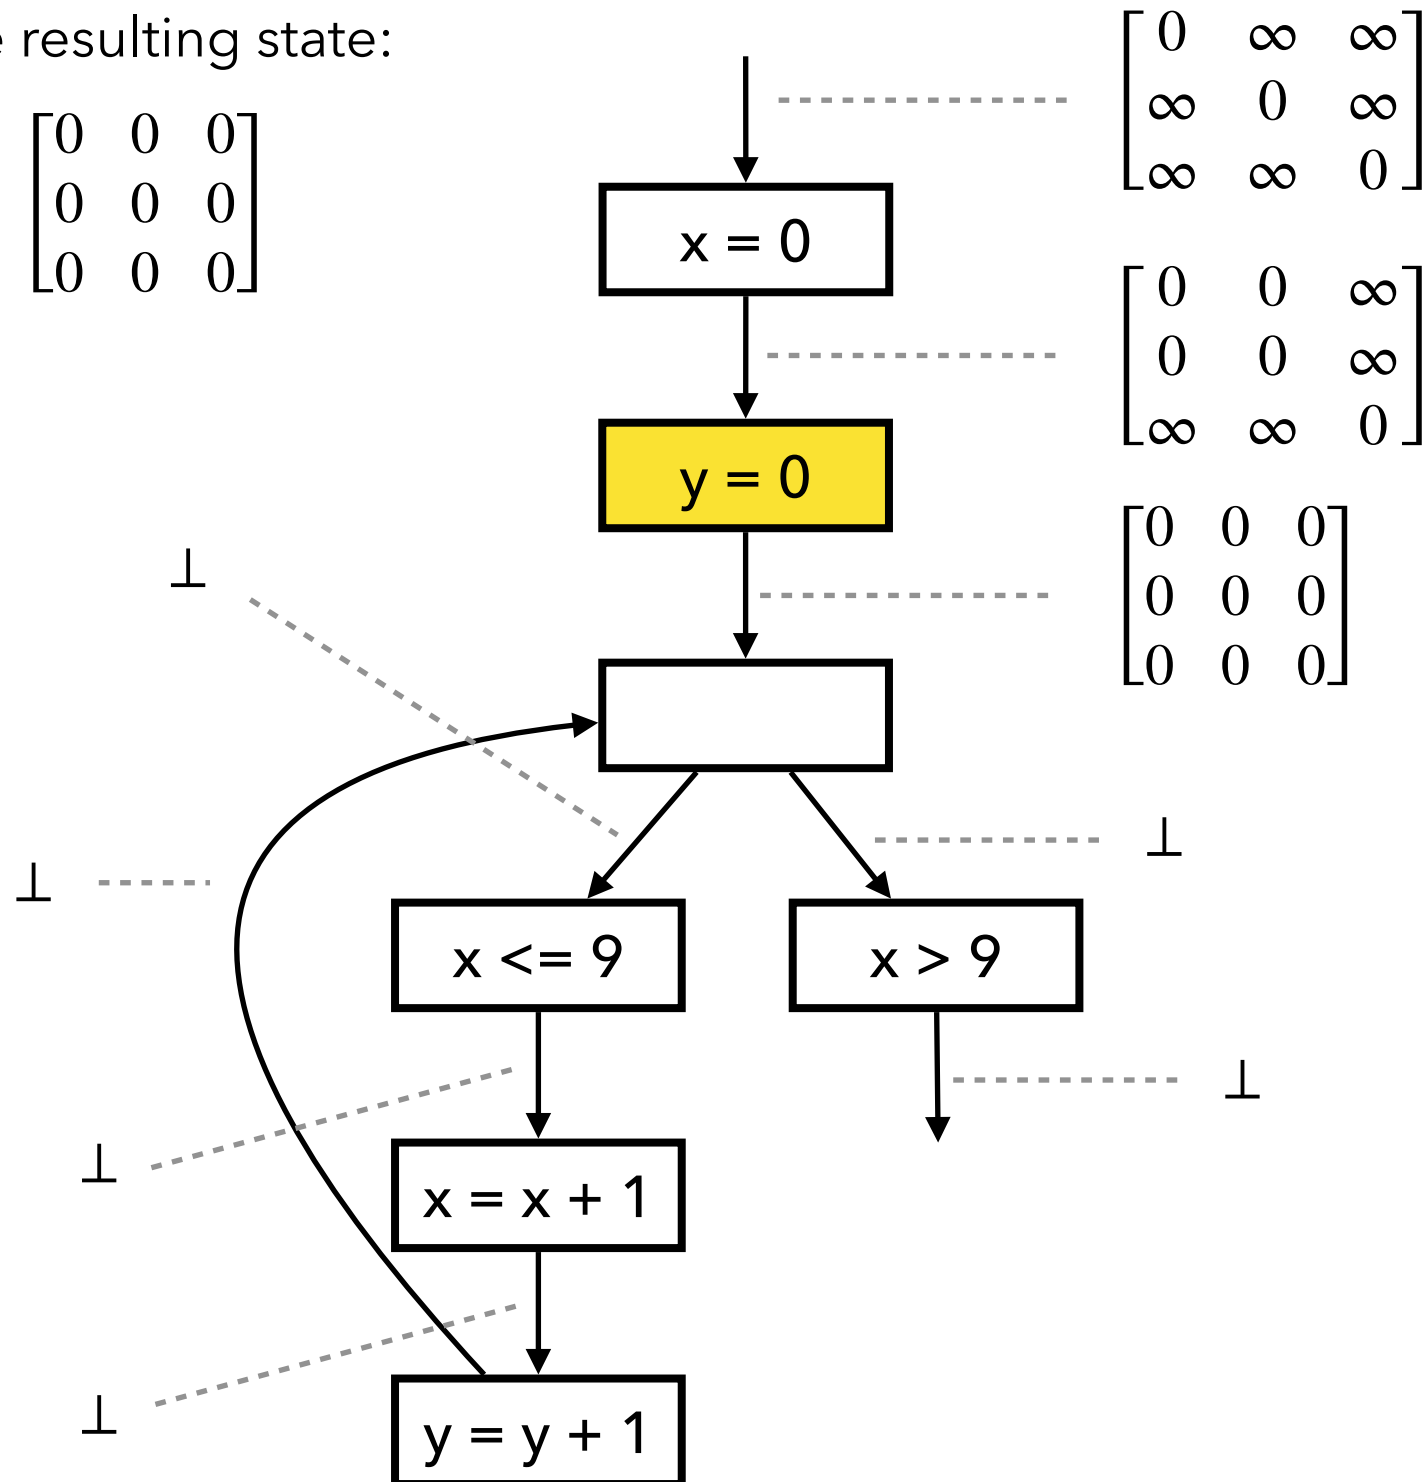 e resulting state:
0 0 0
0 0 0
0 0 0
0 ∞ ∞
∞ 0 ∞
∞ ∞ 0
x = 0
0 0 ∞
0 0 ∞
∞ ∞ 0
y = 0
0 0 0
0 0 0
0 0 0
⊥
⊥
⊥
x <= 9
x > 9
⊥
⊥
x = x + 1
⊥
y = y + 1